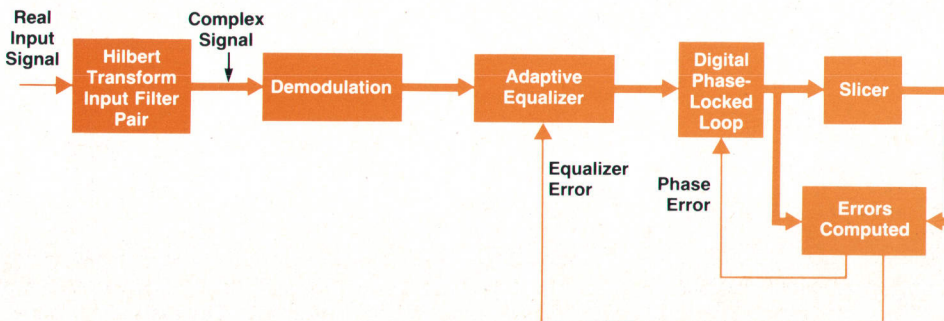 Real
Input
Signal
Hilbert
Transform
Input Filter
Pair
Complex
Signal
Demodulation
Adaptive
Equalizer
Digital
Phase-
Locked
Loop
Slicer
Equalizer
Error
Phase
Error
Errors
Computed